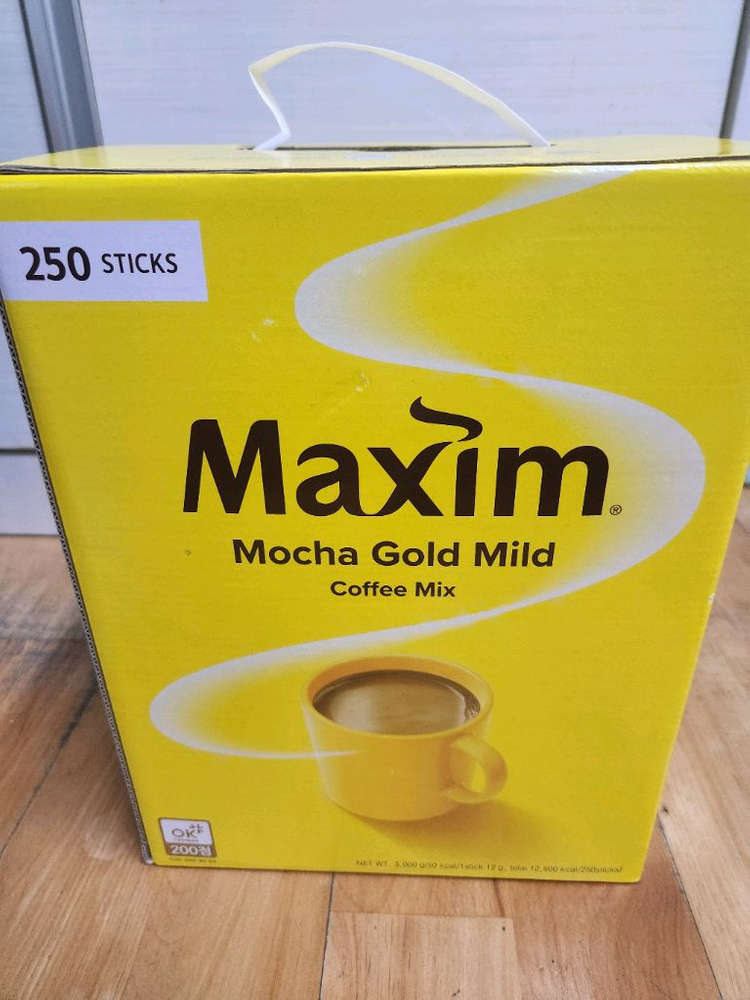 250 STICKS
Maxim®
Mocha Gold Mild
Coffee Mix
OK
200점
NET WT. 3,000 g(50 kcal/1stick 12 g, total 12,500 kcal/250sticks)